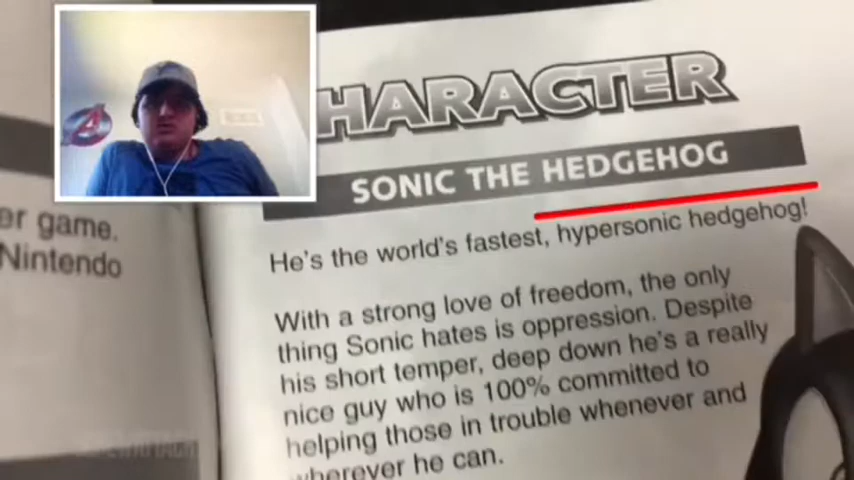 er game.
Nintendo
HARACTER
SONIC THE HEDGEHOG
He's the world's fastest, hypersonic hedgehog!
With a strong love of freedom, the only
thing Sonic hates is oppression. Despite
his short temper, deep down he's a really
nice guy who is 100% committed to
helping those in trouble whenever and
wherever he can.